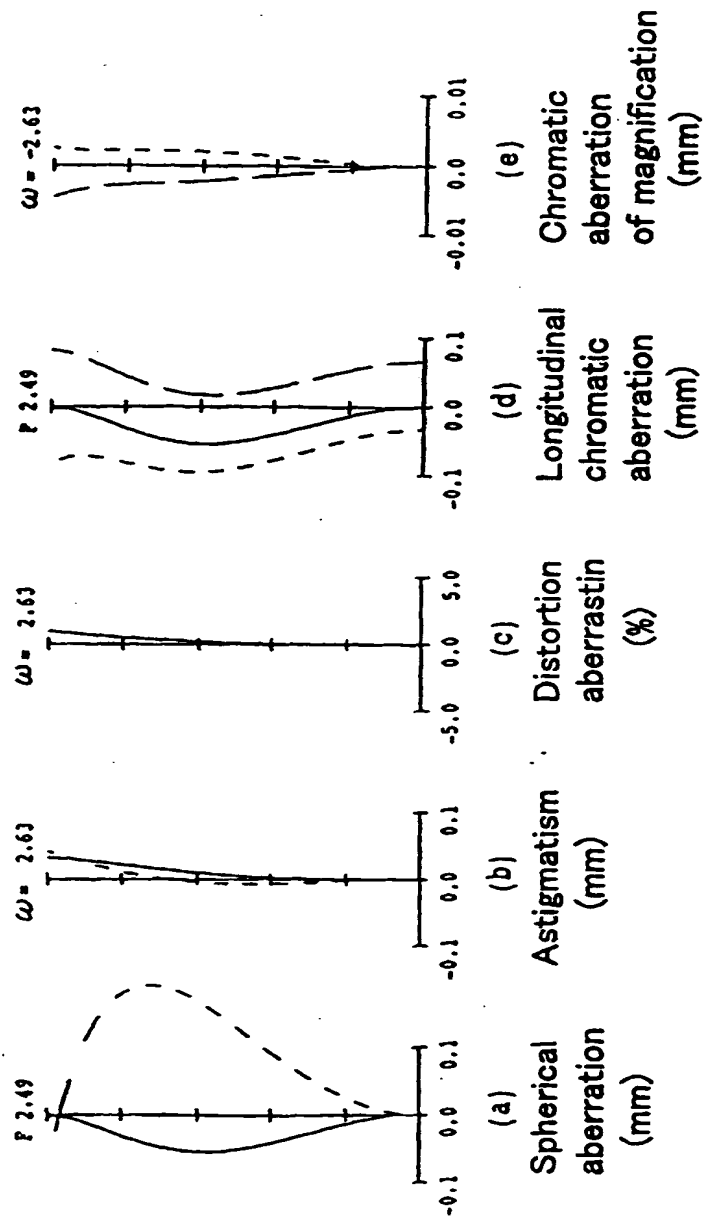 F 2.49
-0.1 0.0 0.1
(a)
Spherical
aberration
(mm)
ω= 2.63
-0.1 0.0 0.1
(b)
Astigmatism
(mm)
ω= 2.63
-5.0 0.0 5.0
(c)
Distortion
aberrastin
(%)
F 2.49
-0.1 0.0 0.1
(d)
Longitudinal
chromatic
aberration
(mm)
ω= -2.63
-0.01 0.0 0.01
(e)
Chromatic
aberration
of magnification
(mm)